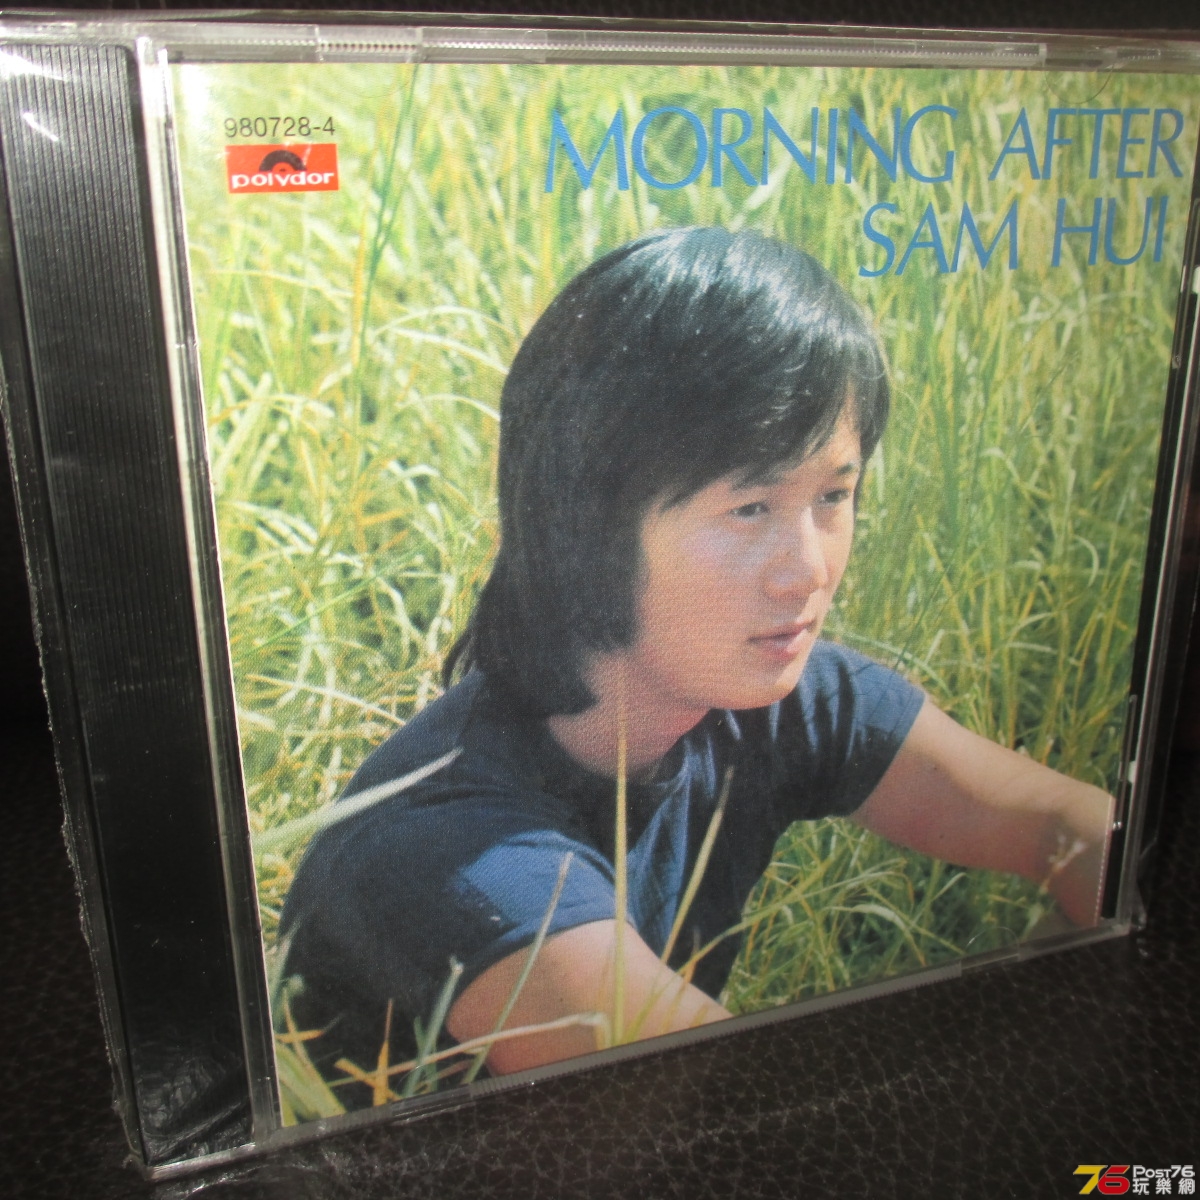 980728-4
polydor
MORNING AFTER
SAM HUI
76 Post76
玩樂網